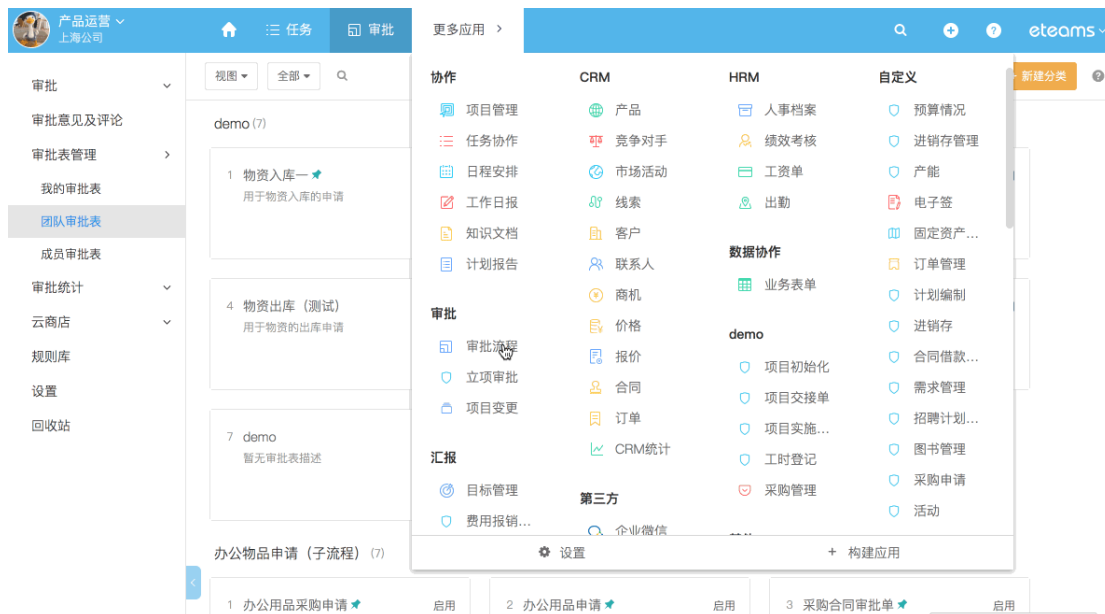 产品运营
上海公司
任务
审批
更多应用
eteams
审批
审批意见及评论
审批表管理
我的审批表
团队审批表
成员审批表
审批统计
云商店
规则库
设置
回收站
视图
全部
新建分类
demo (7)
1 物资入库一
用于物资入库的申请
4 物资出库（测试）
用于物资的出库申请
7 demo
暂无审批表描述
办公物品申请（子流程） (7)
1 办公用品采购申请 启用
2 办公用品申请 启用
3 采购合同审批单 启用
协作
项目管理
任务协作
日程安排
工作日报
知识文档
计划报告
审批
审批流程
立项审批
项目变更
汇报
目标管理
费用报销...
CRM
产品
竞争对手
市场活动
线索
客户
联系人
商机
价格
报价
合同
订单
CRM统计
第三方
企业微信
HRM
人事档案
绩效考核
工资单
出勤
数据协作
业务表单
demo
项目初始化
项目交接单
项目实施...
工时登记
采购管理
自定义
预算情况
进销存管理
产能
电子签
固定资产...
订单管理
计划编制
进销存
合同借款...
需求管理
招聘计划...
图书管理
采购申请
活动
设置
+ 构建应用